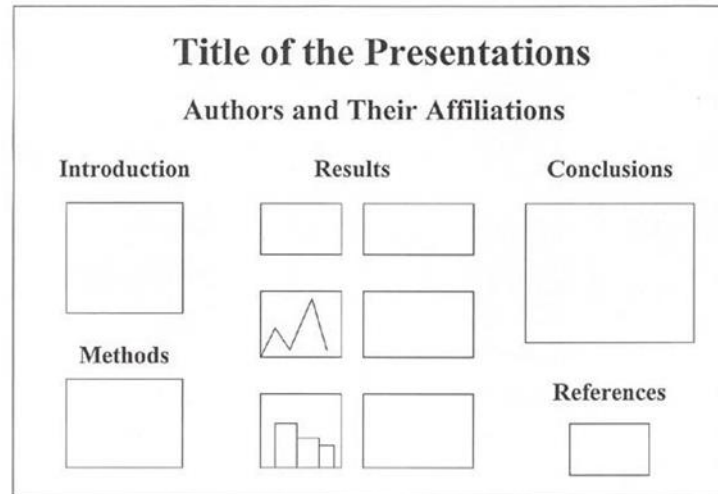 Title of the Presentations
Authors and Their Affiliations
Introduction
Methods
Results
Conclusions
References